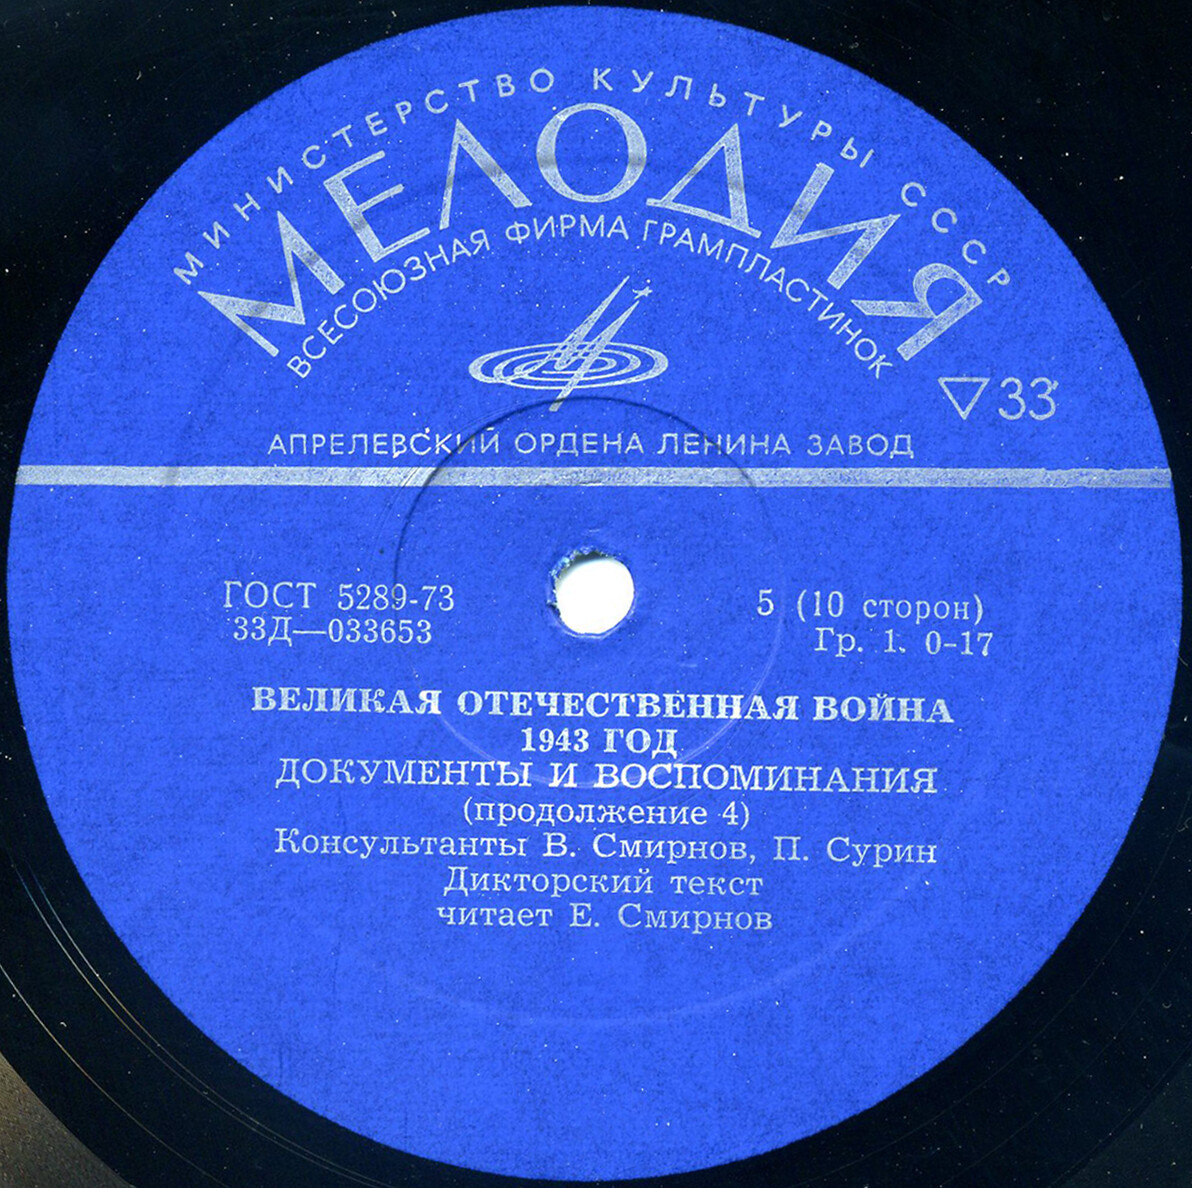 МИНИСТЕРСТВО КУЛЬТУРЫ СССР
МЕЛОДИЯ
ВСЕСОЮЗНАЯ ФИРМА ГРАМПЛАСТИНОК
33
АПРЕЛЕВСКИЙ ОРДЕНА ЛЕНИНА ЗАВОД
ГОСТ 5289-73
33Д—033653
5 (10 сторон)
Гр. 1. 0-17
ВЕЛИКАЯ ОТЕЧЕСТВЕННАЯ ВОЙНА
1943 ГОД
ДОКУМЕНТЫ И ВОСПОМИНАНИЯ
(продолжение 4)
Консультанты В. Смирнов, П. Сурин
Дикторский текст
читает Е. Смирнов